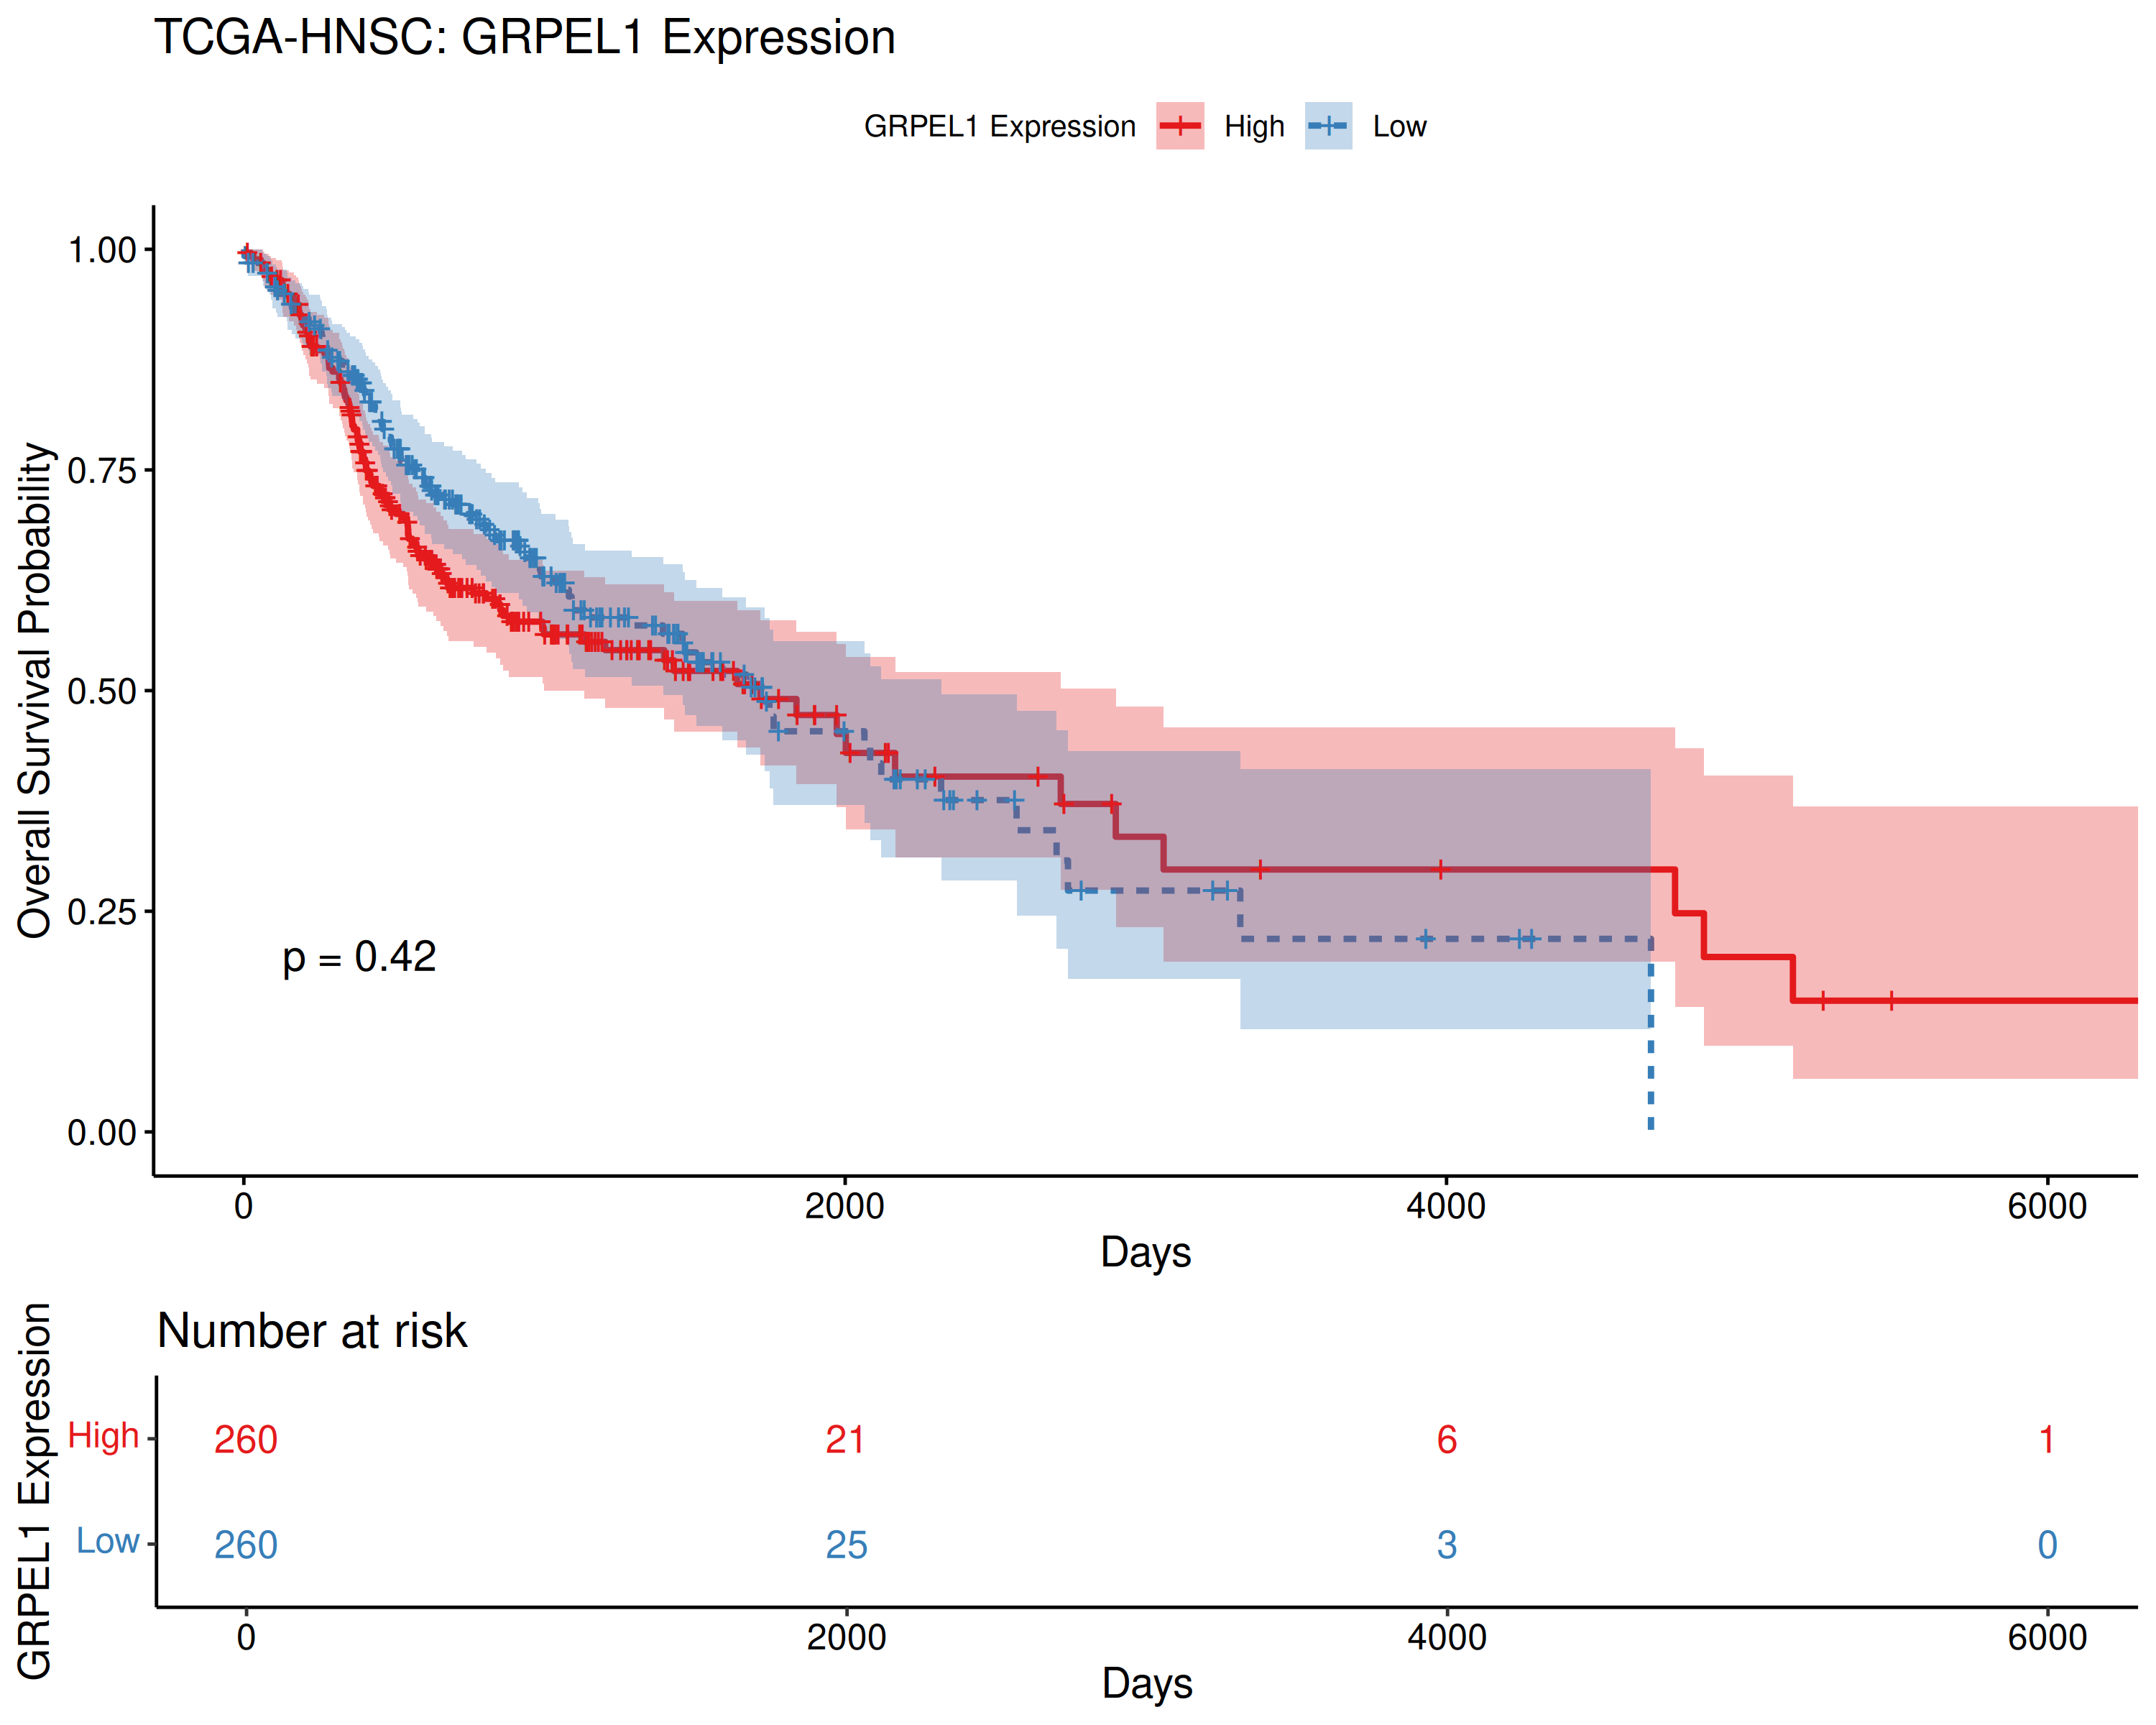 TCGA-HNSC: GRPEL1 Expression
GRPEL1 Expression High Low
Overall Survival Probability
1.00
0.75
0.50
0.25
0.00
p = 0.42
0 2000 4000 6000
Days
Number at risk
GRPEL1 Expression
High 260 21 6 1
Low 260 25 3 0
0 2000 4000 6000
Days